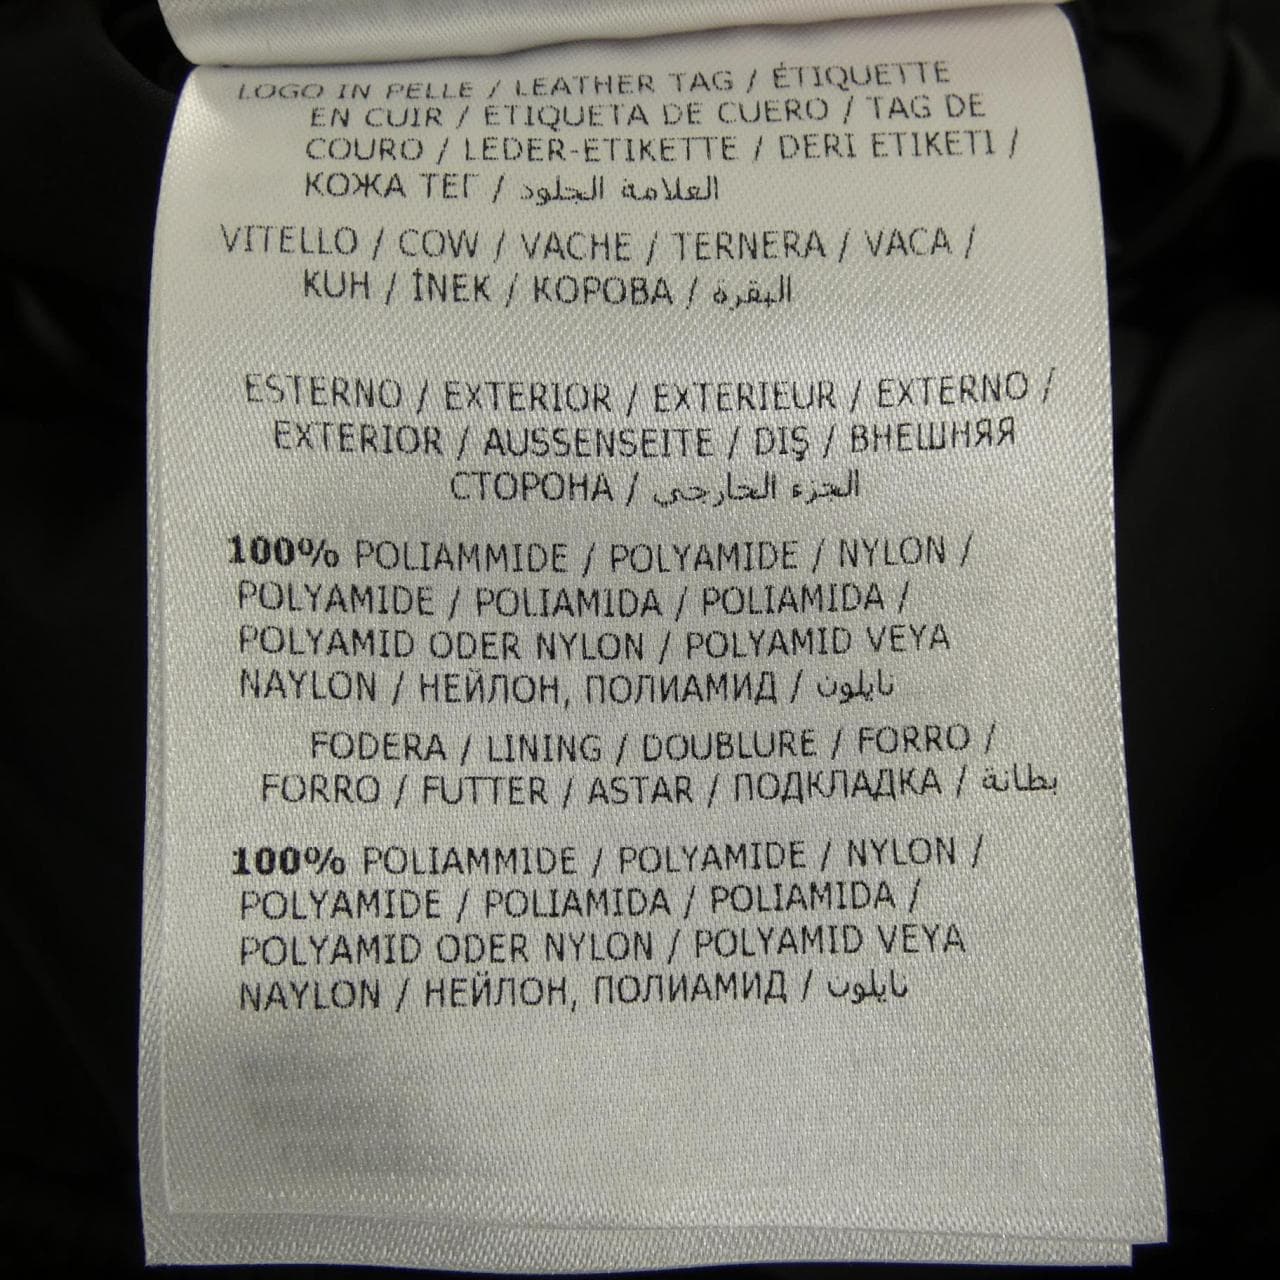 LOGO IN PELLE / LEATHER TAG / ÉTIQUETTE
EN CUIR / ETIQUETA DE CUERO / TAG DE
COURO / LEDER-ETIKETTE / DERI ETIKETI /
КОЖА ТЕГ / العلامة الجلود
VITELLO / COW / VACHE / TERNERA / VACA /
KUH / İNEK / КОРОВА / البقرة
ESTERNO / EXTERIOR / EXTERIEUR / EXTERNO /
EXTERIOR / AUSSENSEITE / DIŞ / ВНЕШНЯЯ
СТОРОНА / الجزء الخارجي
100% POLIAMMIDE / POLYAMIDE / NYLON /
POLYAMIDE / POLIAMIDA / POLIAMIDA /
POLYAMID ODER NYLON / POLYAMID VEYA
NAYLON / НЕЙЛОН, ПОЛИАМИД / نايلون
FODERA / LINING / DOUBLURE / FORRO /
FORRO / FUTTER / ASTAR / ПОДКЛАДКА / بطانة
100% POLIAMMIDE / POLYAMIDE / NYLON /
POLYAMIDE / POLIAMIDA / POLIAMIDA /
POLYAMID ODER NYLON / POLYAMID VEYA
NAYLON / НЕЙЛОН, ПОЛИАМИД / نايلون